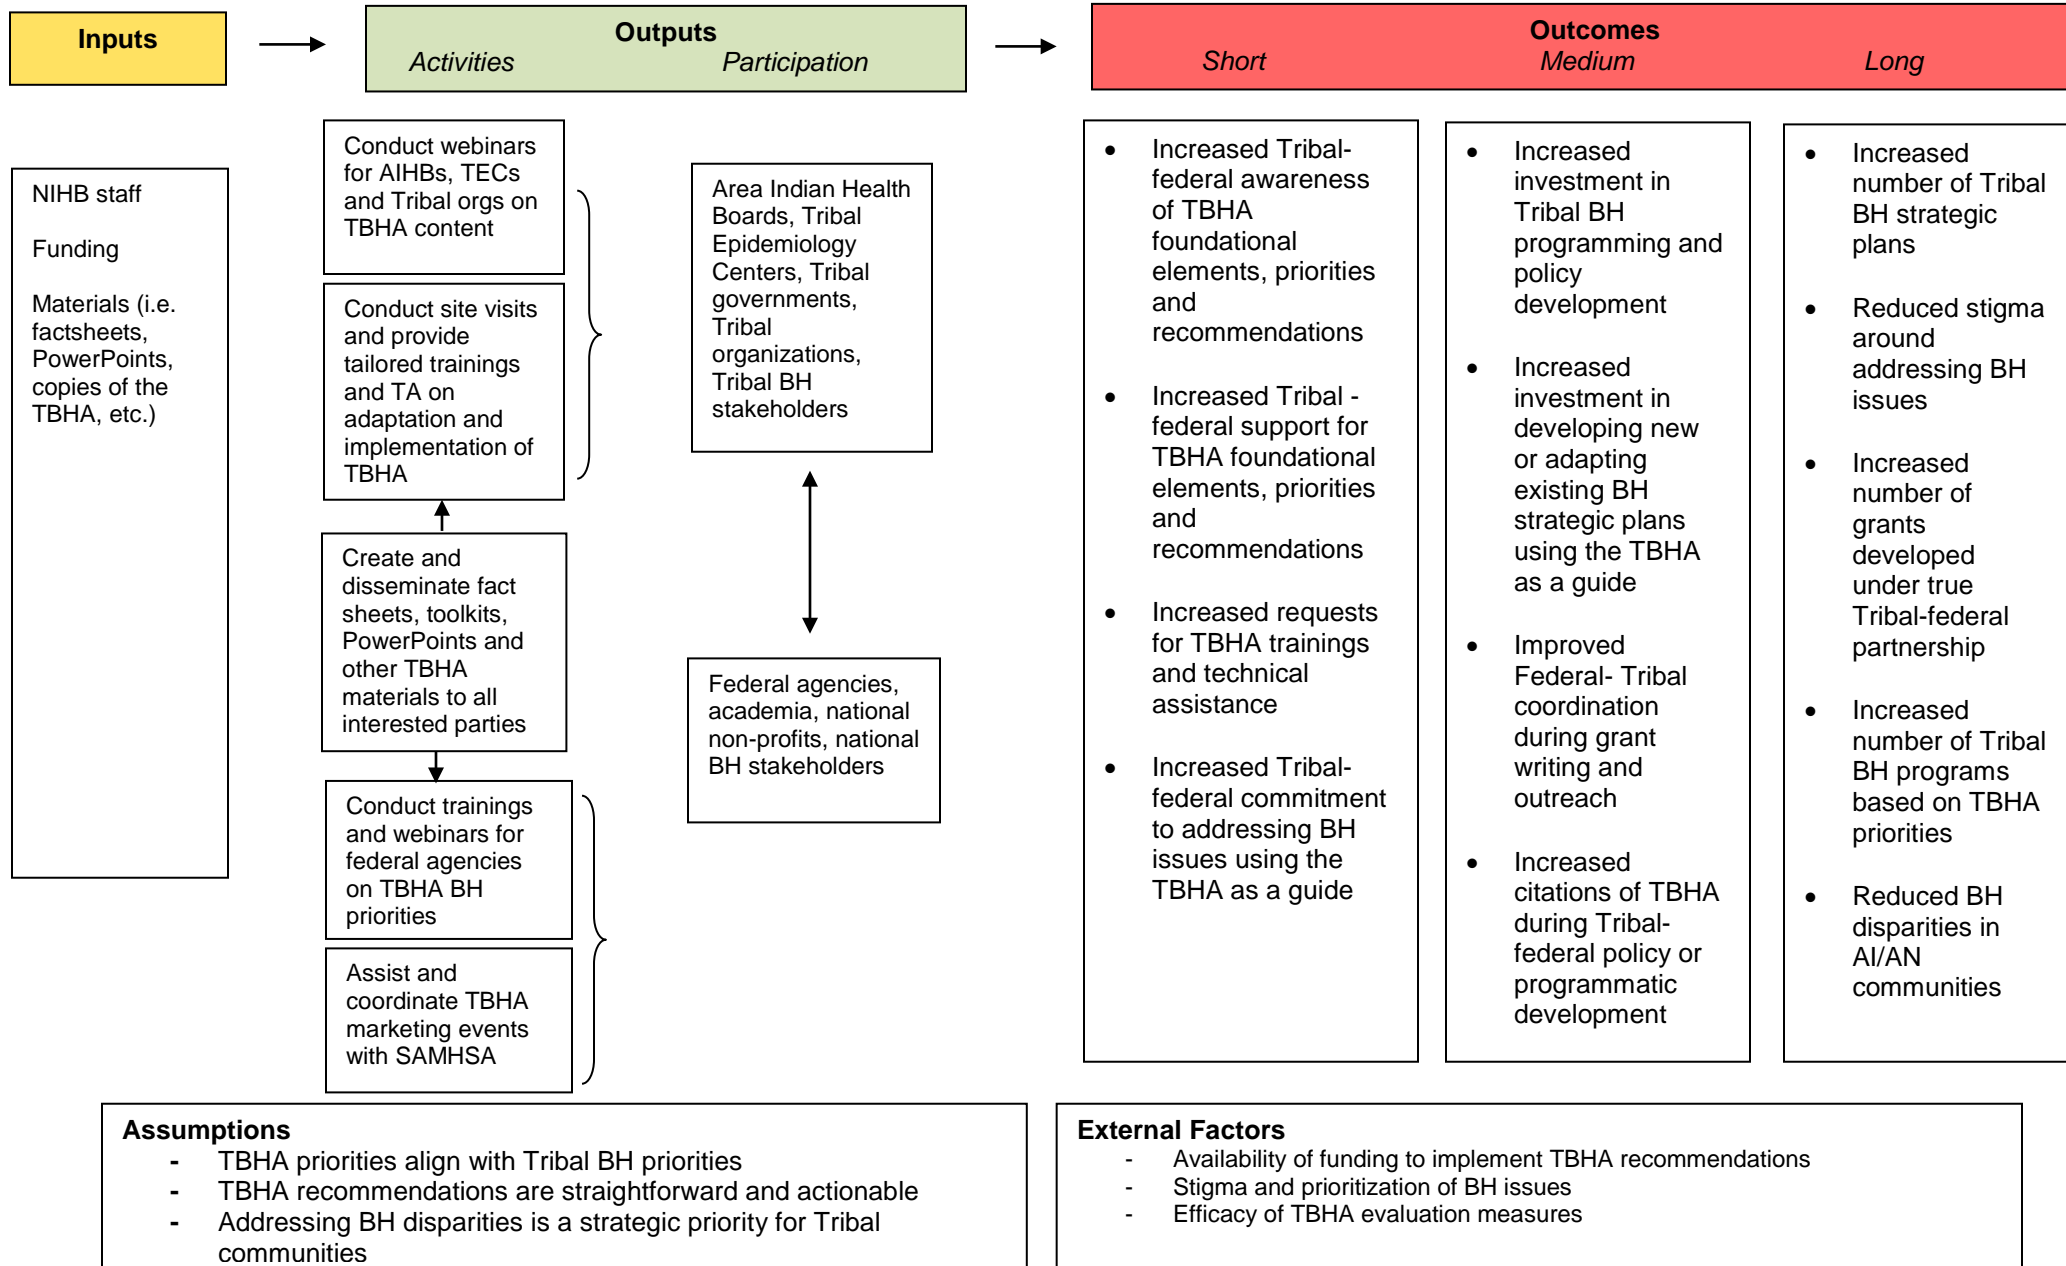 Inputs
Outputs
Activities
Participation
Outcomes
Short
Medium
Long
NIHB staff
Funding
Materials (i.e.
factsheets,
PowerPoints,
copies of the
TBHA, etc.)
Conduct webinars
for AIHBs, TECs
and Tribal orgs on
TBHA content
Conduct site visits
and provide
tailored trainings
and TA on
adaptation and
implementation of
TBHA
Create and
disseminate fact
sheets, toolkits,
PowerPoints and
other TBHA
materials to all
interested parties
Conduct trainings
and webinars for
federal agencies
on TBHA BH
priorities
Assist and
coordinate TBHA
marketing events
with SAMHSA
Area Indian Health
Boards, Tribal
Epidemiology
Centers, Tribal
governments,
Tribal
organizations,
Tribal BH
stakeholders
Federal agencies,
academia, national
non-profits, national
BH stakeholders
• Increased Tribal-
federal awareness
of TBHA
foundational
elements, priorities
and
recommendations
• Increased Tribal -
federal support for
TBHA foundational
elements, priorities
and
recommendations
• Increased requests
for TBHA trainings
and technical
assistance
• Increased Tribal-
federal commitment
to addressing BH
issues using the
TBHA as a guide
• Increased
investment in
Tribal BH
programming and
policy
development
• Increased
investment in
developing new
or adapting
existing BH
strategic plans
using the TBHA
as a guide
• Improved
Federal- Tribal
coordination
during grant
writing and
outreach
• Increased
citations of TBHA
during Tribal-
federal policy or
programmatic
development
• Increased
number of Tribal
BH strategic
plans
• Reduced stigma
around
addressing BH
issues
• Increased
number of
grants
developed
under true
Tribal-federal
partnership
• Increased
number of Tribal
BH programs
based on TBHA
priorities
• Reduced BH
disparities in
AI/AN
communities
Assumptions
- TBHA priorities align with Tribal BH priorities
- TBHA recommendations are straightforward and actionable
- Addressing BH disparities is a strategic priority for Tribal
communities
External Factors
- Availability of funding to implement TBHA recommendations
- Stigma and prioritization of BH issues
- Efficacy of TBHA evaluation measures